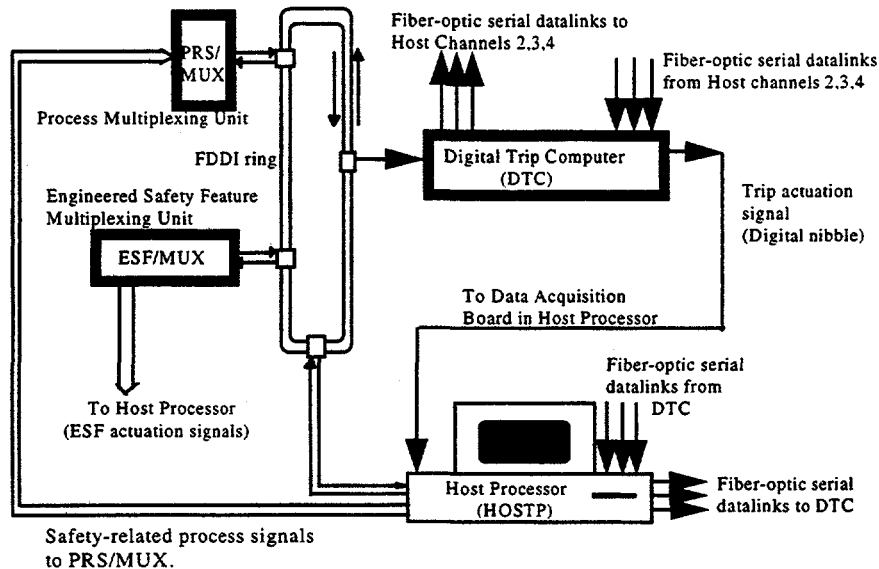 Fiber-optic serial datalinks to
Host Channels 2,3,4
Fiber-optic serial datalinks
from Host channels 2,3,4
PRS/
MUX
Process Multiplexing Unit
FDDI ring
Digital Trip Computer
(DTC)
Engineered Safety Feature
Multiplexing Unit
Trip actuation
signal
(Digital nibble)
ESF/MUX
To Data Acquisition
Board in Host Processor
Fiber-optic serial
datalinks from
DTC
To Host Processor
(ESF actuation signals)
Host Processor
(HOSTP)
Fiber-optic serial
datalinks to DTC
Safety-related process signals
to PRS/MUX.